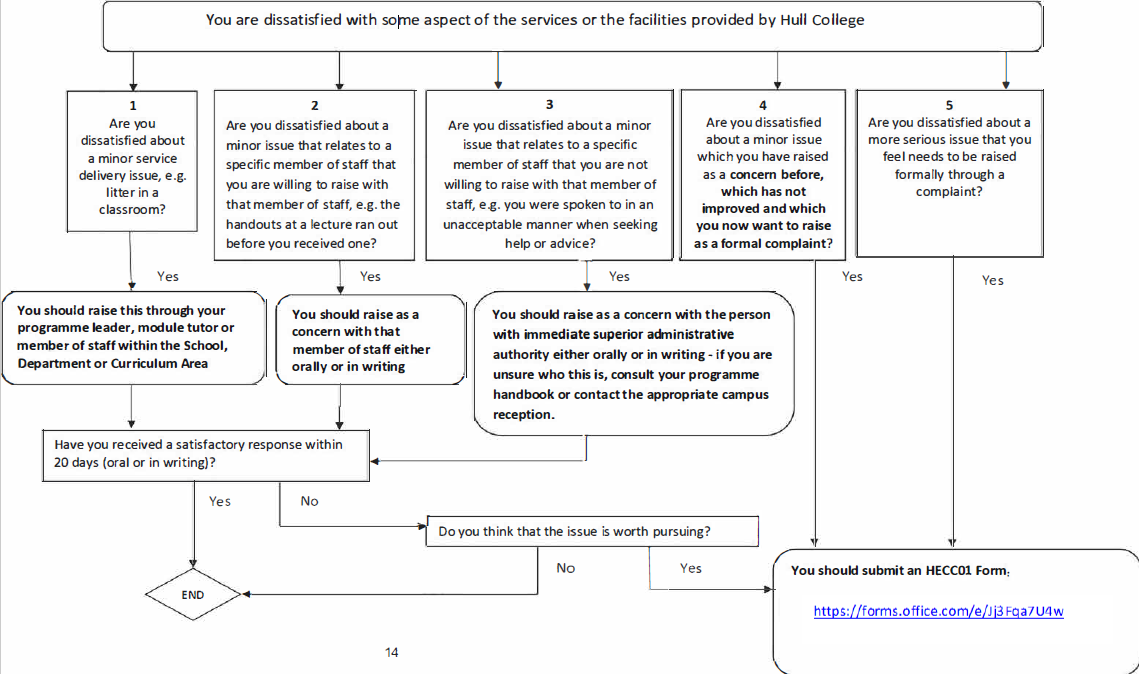 You are dissatisfied with some aspect of the services or the facilities provided by Hull College
1
Are you
dissatisfied about
a minor service
delivery issue, e.g.
litter in a
classroom?
2
Are you dissatisfied about a
minor issue that relates to a
specific member of staff that
you are willing to raise with
that member of staff, e.g. the
handouts at a lecture ran out
before you received one?
3
Are you dissatisfied about a minor
issue that relates to a specific
member of staff that you are not
willing to raise with that member of
staff, e.g. you were spoken to in an
unacceptable manner when seeking
help or advice?
4
Are you dissatisfied
about a minor issue
which you have raised
as a concern before,
which has not
improved and which
you now want to raise
as a formal complaint?
5
Are you dissatisfied about a
more serious issue that you
feel needs to be raised
formally through a
complaint?
Yes
Yes
Yes
Yes
Yes
You should raise this through your
programme leader, module tutor or
member of staff within the School,
Department or Curriculum Area
You should raise as a
concern with that
member of staff either
orally or in writing
You should raise as a concern with the person
with immediate superior administrative
authority either orally or in writing - if you are
unsure who this is, consult your programme
handbook or contact the appropriate campus
reception.
Have you received a satisfactory response within
20 days (oral or in writing)?
Yes
No
Do you think that the issue is worth pursuing?
No
Yes
END
You should submit an HECC01 Form;
https://forms.office.com/e/Jj3Fqa7U4w
14